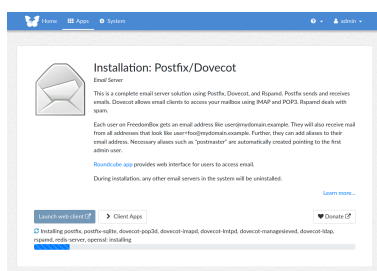 Home Apps System admin
Installation: Postfix/Dovecot
Email Server
This is a complete email server solution using Postfix, Dovecot, and Rspamd. Postfix sends and receives
emails. Dovecot allows email clients to access your mailbox using IMAP and POP3. Rspamd deals with
spam.
Each user on FreedomBox gets an email address like user@mydomain.example. They will also receive mail
from all addresses that look like user+foo@mydomain.example. Further, they can add aliases to their
email address. Necessary aliases such as "postmaster" are automatically created pointing to the first
admin user.
Roundcube app provides web interface for users to access email.
During installation, any other email servers in the system will be uninstalled.
Learn more...
Launch web client Client Apps Donate
Installing postfix, postfix-sqlite, dovecot-pop3d, dovecot-imapd, dovecot-lmtpd, dovecot-managesieved, dovecot-ldap,
rspamd, redis-server, openssl: installing